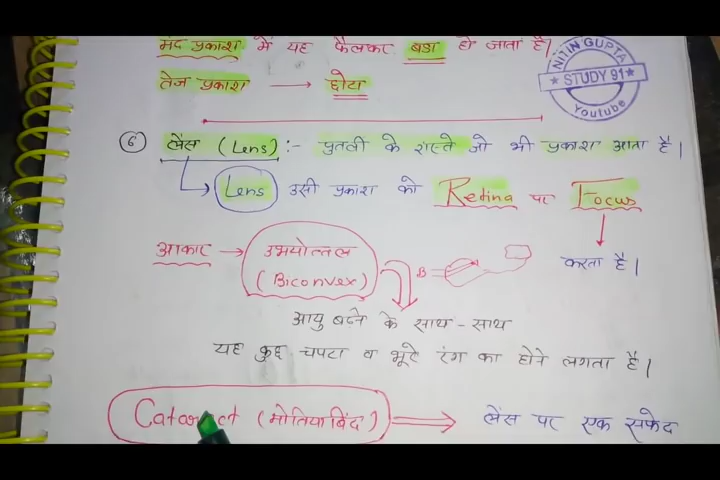 मंद प्रकाश में यह फैलकर बडा हो जाता है।
तेज प्रकाश → छोटा
NITIN GUPTA
STUDY 91
Youtube
6 लैंस (Lens) :- पुतली के रास्ते जो भी प्रकाश आता है।
Lens उसी प्रकाश को Retina पर Focus
करता है।
आकार → उभयोत्तल
(Biconvex)
आयु बढने के साथ-साथ
यह कुछ चपटा व भूरे रंग का होने लगता है।
Cataract (मोतियाबिंद) ⇒ लैंस पर एक सफेद